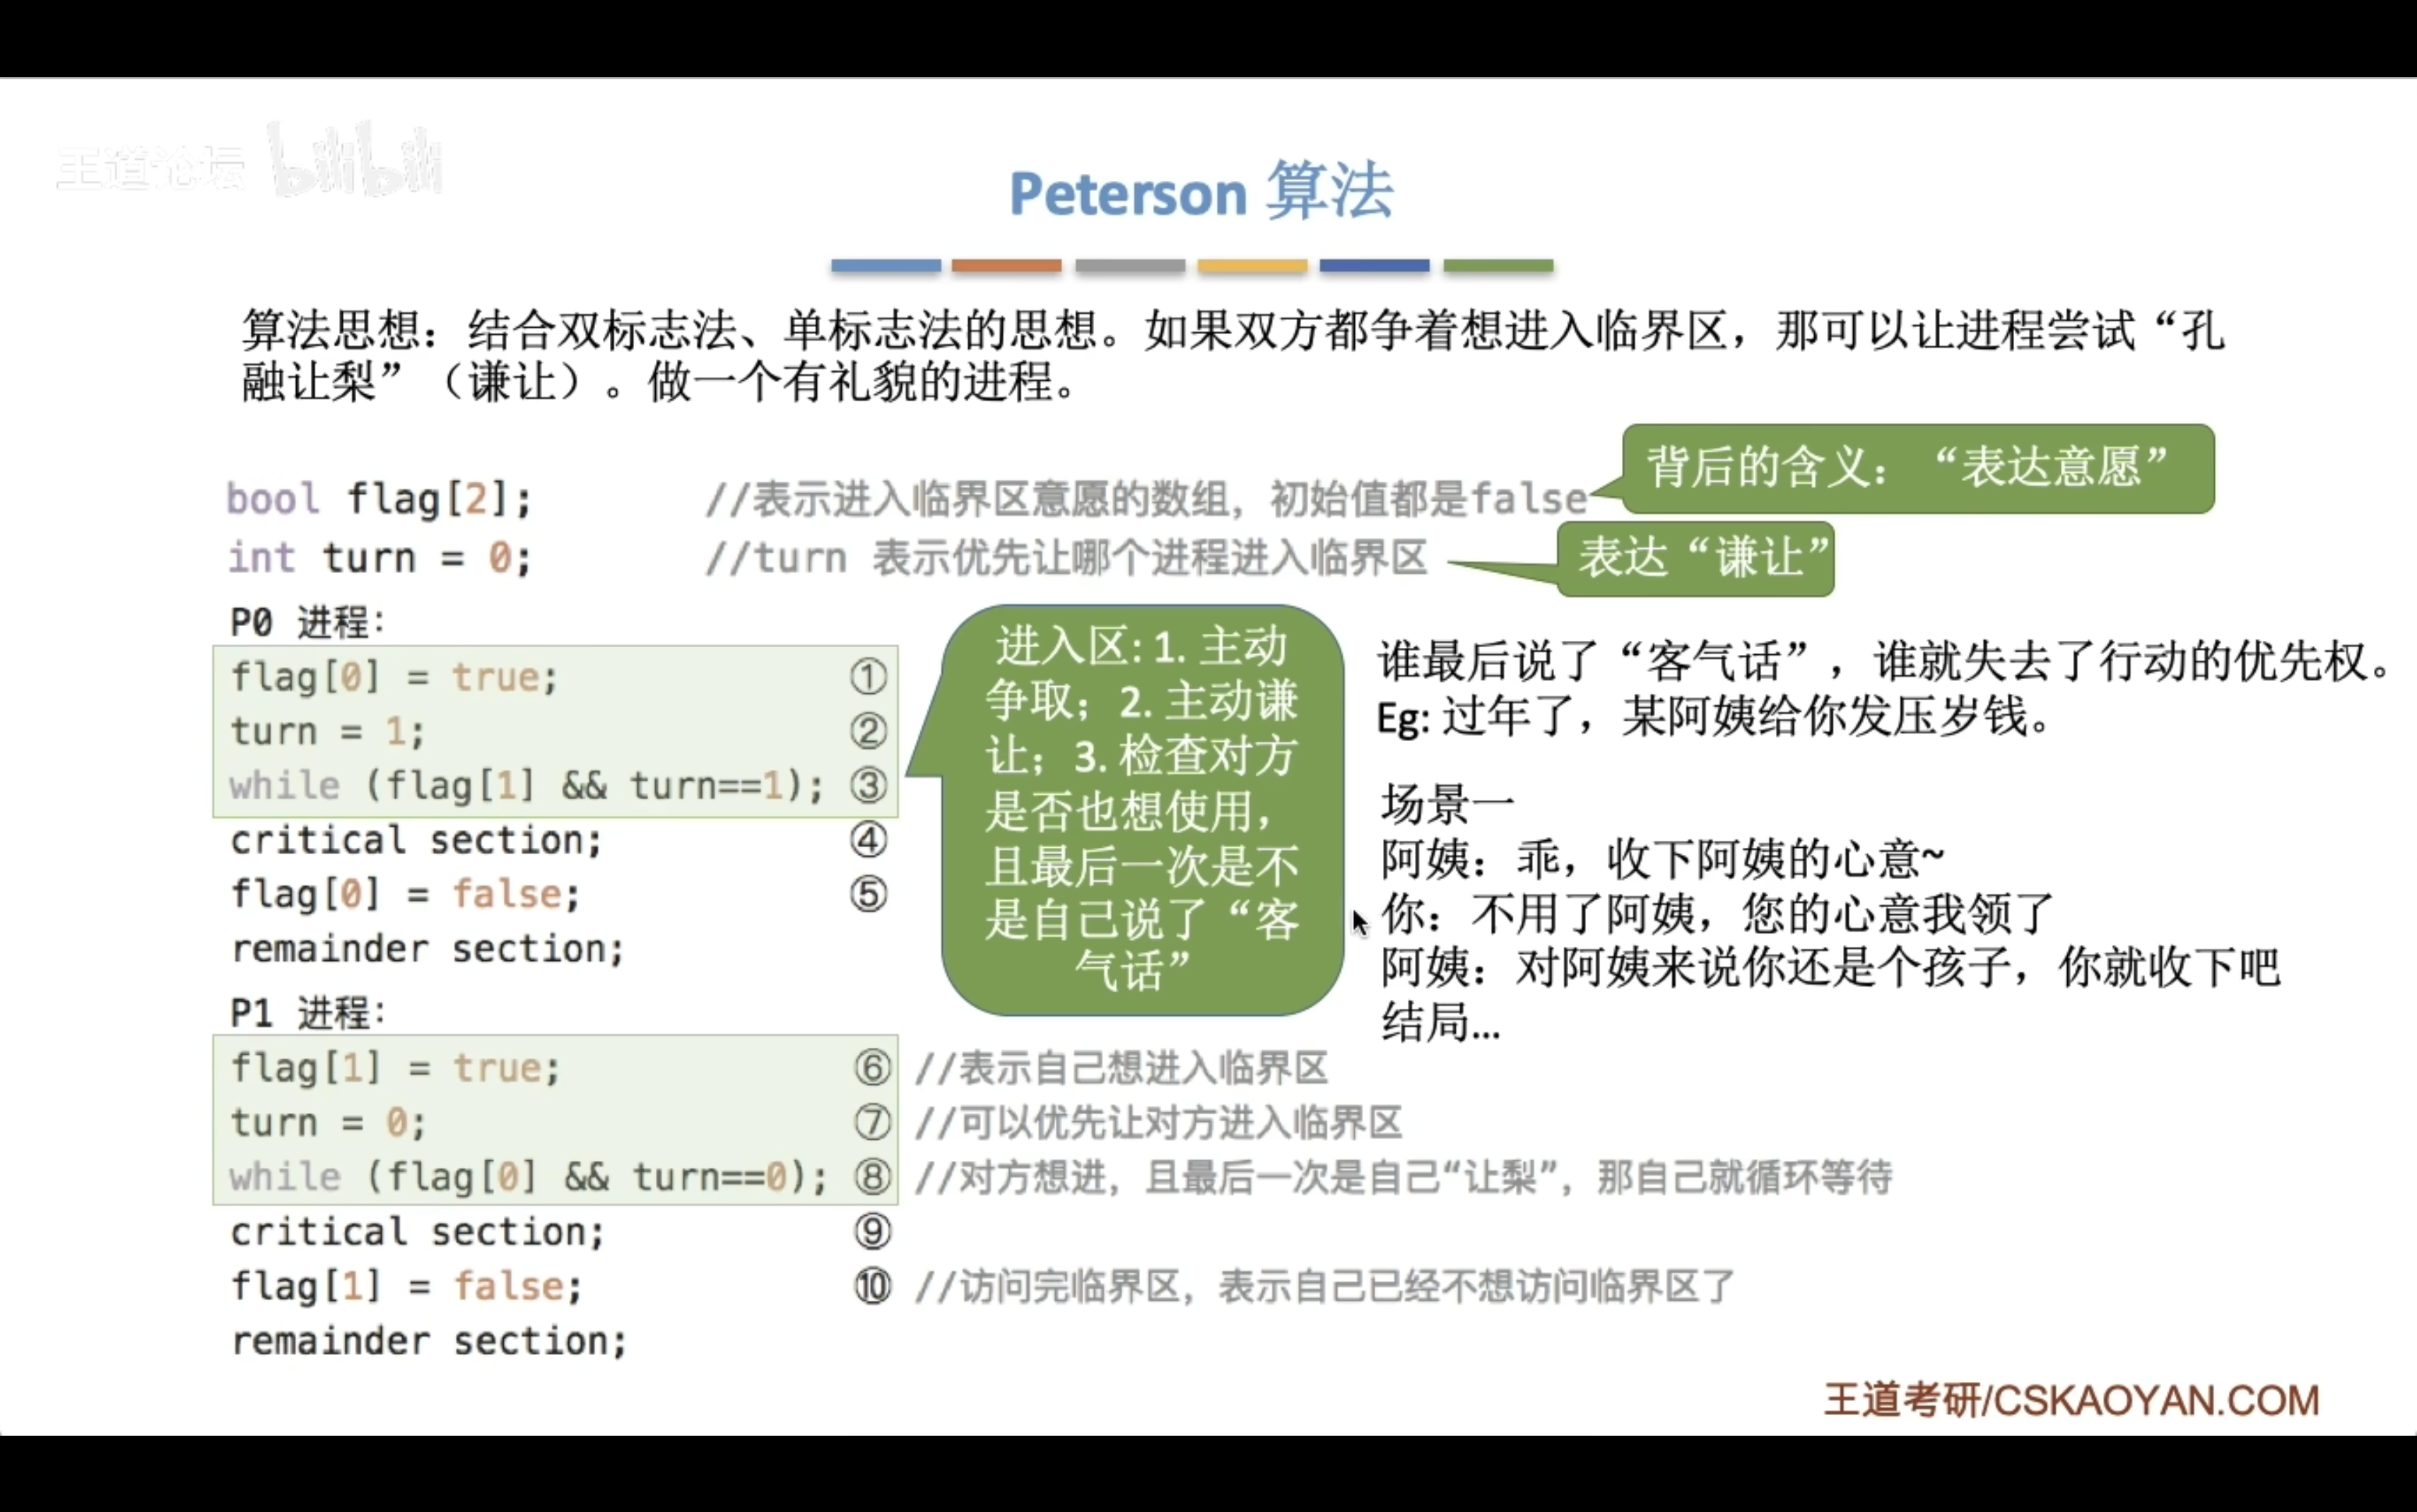 王道论坛 bilibili
Peterson 算法
算法思想：结合双标志法、单标志法的思想。如果双方都争着想进入临界区，那可以让进程尝试“孔
融让梨”（谦让）。做一个有礼貌的进程。
背后的含义：“表达意愿”
bool flag[2]; //表示进入临界区意愿的数组，初始值都是false
int turn = 0; //turn 表示优先让哪个进程进入临界区
表达“谦让”
P0 进程：
flag[0] = true; ①
turn = 1; ②
while (flag[1] && turn==1); ③
critical section; ④
flag[0] = false; ⑤
remainder section;
进入区: 1. 主动
争取；2. 主动谦
让；3. 检查对方
是否也想使用，
且最后一次是不
是自己说了“客
气话”
谁最后说了“客气话”，谁就失去了行动的优先权。
Eg: 过年了，某阿姨给你发压岁钱。
场景一
阿姨：乖，收下阿姨的心意~
你：不用了阿姨，您的心意我领了
阿姨：对阿姨来说你还是个孩子，你就收下吧
结局...
P1 进程：
flag[1] = true; ⑥ //表示自己想进入临界区
turn = 0; ⑦ //可以优先让对方进入临界区
while (flag[0] && turn==0); ⑧ //对方想进，且最后一次是自己“让梨”，那自己就循环等待
critical section; ⑨
flag[1] = false; ⑩ //访问完临界区，表示自己已经不想访问临界区了
remainder section;
王道考研/CSKAOYAN.COM